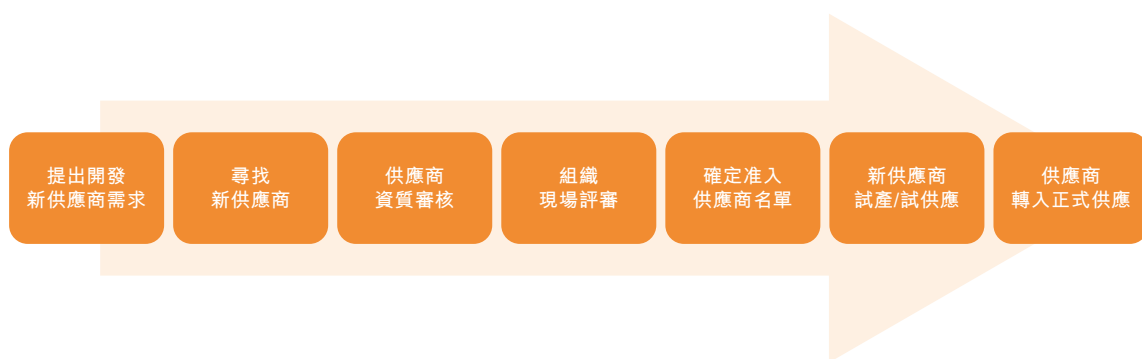 提出開發
新供應商需求
尋找
新供應商
供應商
資質審核
組織
現場評審
確定准入
供應商名單
新供應商
試產/試供應
供應商
轉入正式供應